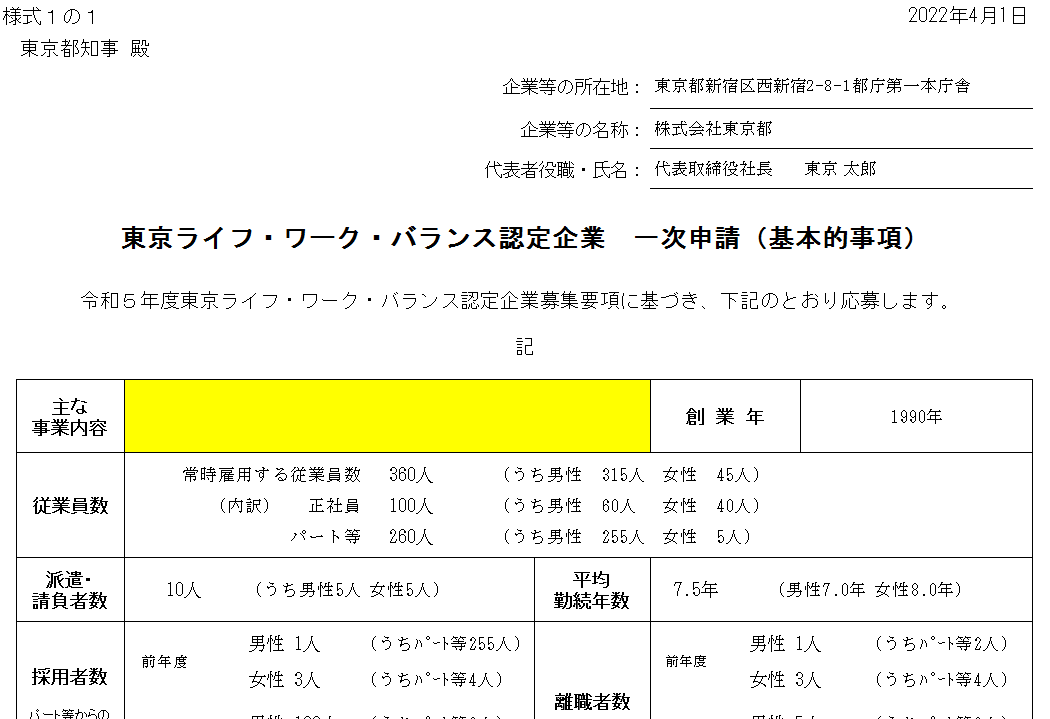 様式１の１
2022年4月1日
東京都知事 殿
企業等の所在地： 東京都新宿区西新宿2-8-1都庁第一本庁舎
企業等の名称： 株式会社東京都
代表者役職・氏名： 代表取締役社長　　東京 太郎
東京ライフ・ワーク・バランス認定企業　一次申請（基本的事項）
令和５年度東京ライフ・ワーク・バランス認定企業募集要項に基づき、下記のとおり応募します。
記
主な
事業内容
創 業 年 1990年
従業員数
常時雇用する従業員数 360人 （うち男性 315人 女性 45人）
（内訳） 正社員 100人 （うち男性 60人 女性 40人）
パート等 260人 （うち男性 255人 女性 5人）
派遣・
請負者数
10人 （うち男性5人 女性5人）
平均
勤続年数
7.5年 （男性7.0年 女性8.0年）
採用者数
パート等からの
前年度
男性 1人 （うちﾊﾟｰﾄ等255人）
女性 3人 （うちﾊﾟｰﾄ等4人）
離職者数
前年度
男性 1人 （うちﾊﾟｰﾄ等2人）
女性 3人 （うちﾊﾟｰﾄ等4人）